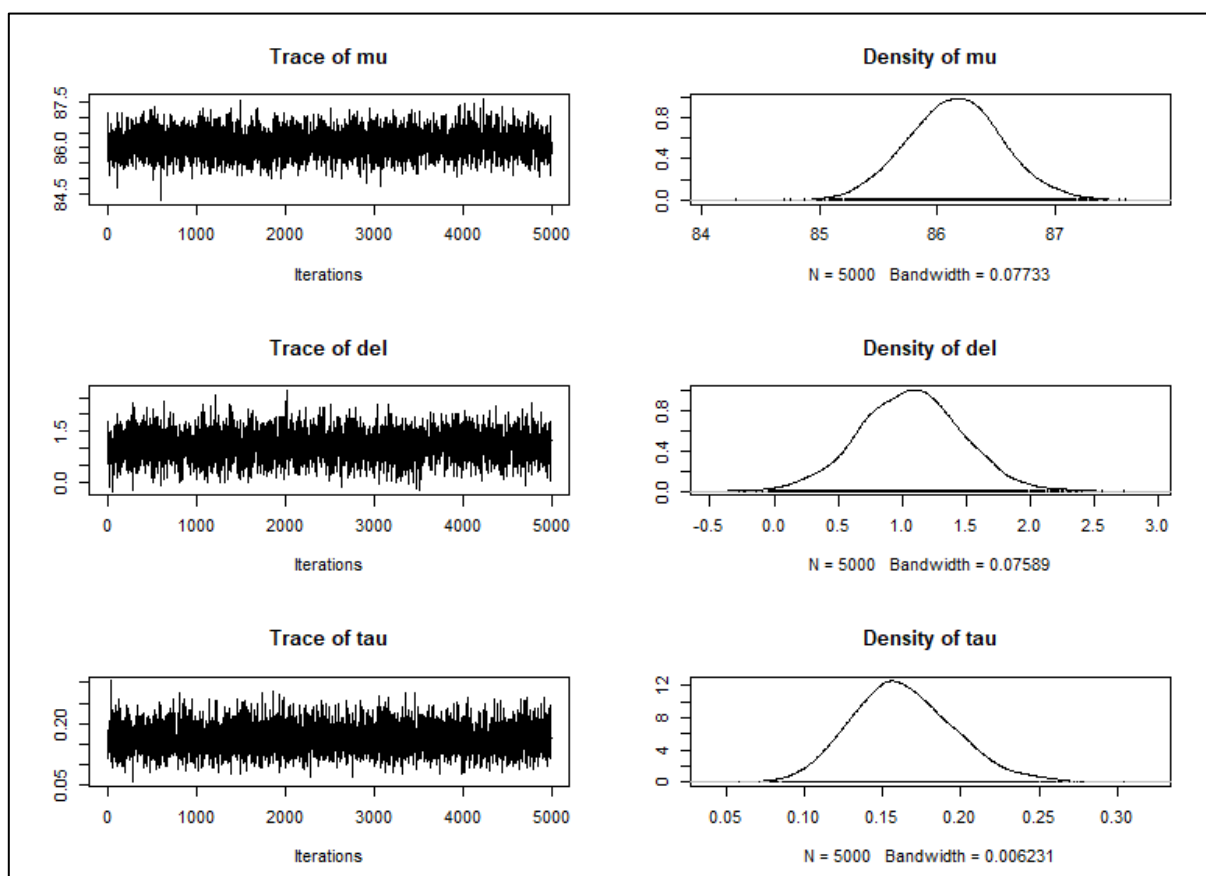 Trace of mu
84.5 86.0 87.5
0 1000 2000 3000 4000 5000
Iterations
Density of mu
0.0 0.4 0.8
84 85 86 87
N = 5000 Bandwidth = 0.07733
Trace of del
0.0 1.5
0 1000 2000 3000 4000 5000
Iterations
Density of del
0.0 0.4 0.8
-0.5 0.0 0.5 1.0 1.5 2.0 2.5 3.0
N = 5000 Bandwidth = 0.07589
Trace of tau
0.05 0.20
0 1000 2000 3000 4000 5000
Iterations
Density of tau
0 4 8 12
0.05 0.10 0.15 0.20 0.25 0.30
N = 5000 Bandwidth = 0.006231